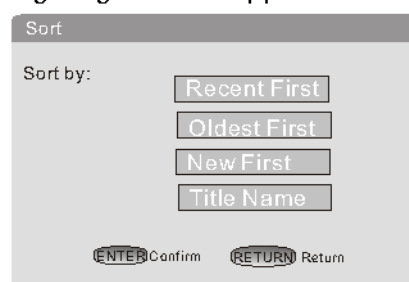 Sort
Sort by:
Recent First
Oldest First
New First
Title Name
ENTER Confirm RETURN Return